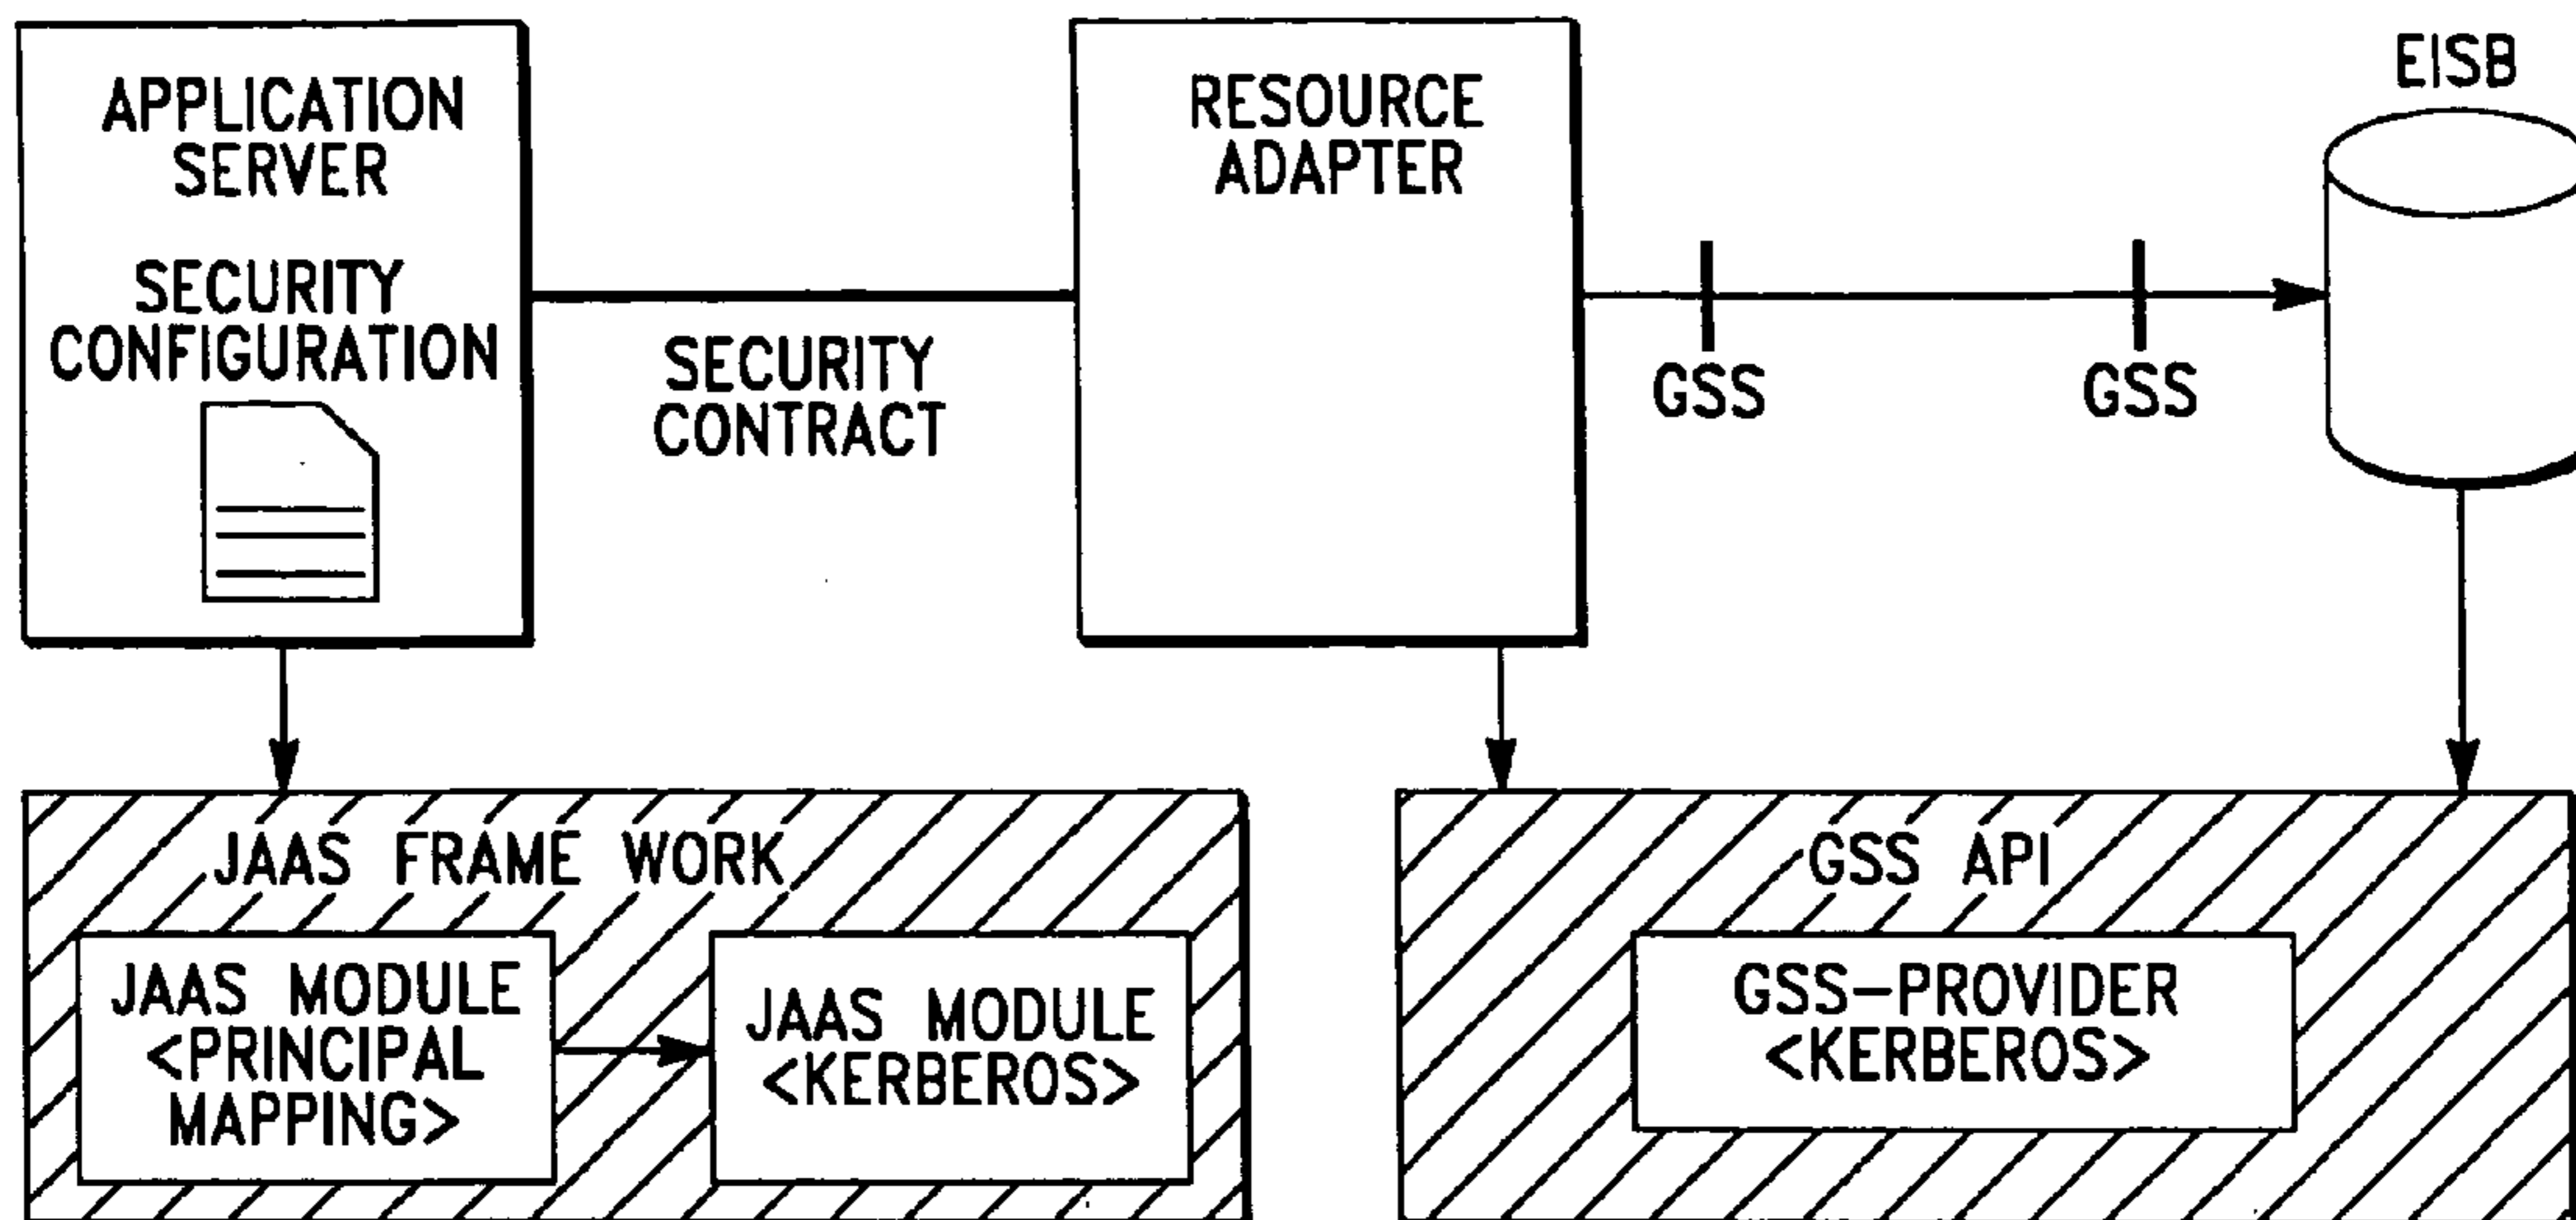 APPLICATION
SERVER
SECURITY
CONFIGURATION
SECURITY
CONTRACT
RESOURCE
ADAPTER
GSS
GSS
EISB
JAAS FRAME WORK
JAAS MODULE
<PRINCIPAL
MAPPING>
JAAS MODULE
<KERBEROS>
GSS API
GSS-PROVIDER
<KERBEROS>